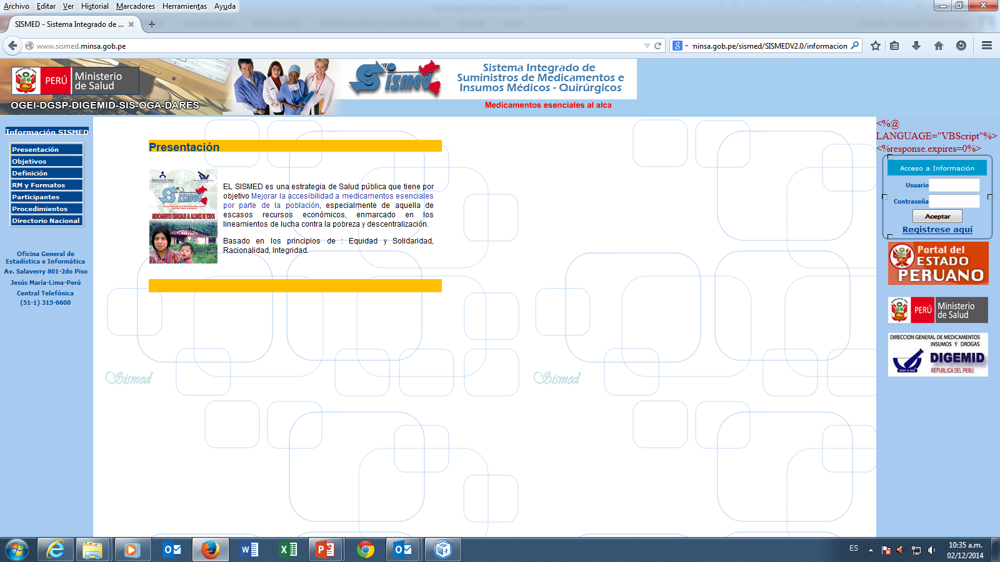 Archivo Editar Ver Historial Marcadores Herramientas Ayuda
SISMED - Sistema Integrado de ...
www.sismed.minsa.gob.pe
minsa.gob.pe/sismed/SISMEDV2.0/informacion
PERÚ Ministerio de Salud
OGEI-DGSP-DIGEMID-SIS-OGA-DARES
Sismed
Sistema Integrado de
Suministros de Medicamentos e
Insumos Médicos - Quirúrgicos
Medicamentos esenciales al alca
Información SISMED
Presentación
Objetivos
Definición
RM y Formatos
Participantes
Procedimientos
Directorio Nacional
Oficina General de
Estadística e Informática
Av. Salaverry 801-2do Piso
Jesús María-Lima-Perú
Central Telefónica
(51-1) 315-6600
Presentación
Sismed
MEDICAMENTOS ESENCIALES AL ALCANCE DE TODOS
EL SISMED es una estrategia de Salud pública que tiene por
objetivo Mejorar la accesibilidad a medicamentos esenciales
por parte de la población, especialmente de aquella de
escasos recursos económicos, enmarcado en los
lineamientos de lucha contra la pobreza y descentralización.
Basado en los principios de : Equidad y Solidaridad,
Racionalidad, Integridad.
Sismed
Sismed
<%@
LANGUAGE="VBScript"%>
<%response.expires=0%>
Acceso a Información
Usuario
Contraseña
Aceptar
Registrese aquí
Portal del
ESTADO
PERUANO
PERÚ Ministerio
de Salud
DIRECCION GENERAL DE MEDICAMENTOS
INSUMOS Y DROGAS
DIGEMID
REPUBLICA DEL PERU
ES
10:35 a.m.
02/12/2014